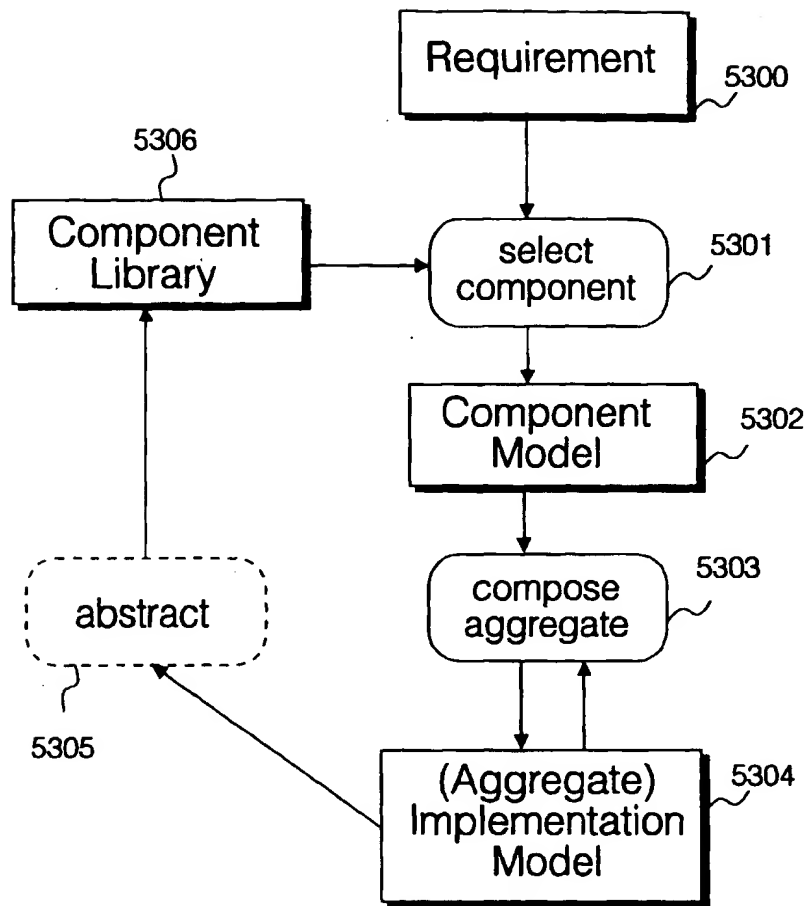 Requirement
5300
5306
Component
Library
select
component
5301
Component
Model
5302
compose
aggregate
5303
abstract
5305
(Aggregate)
Implementation
Model
5304